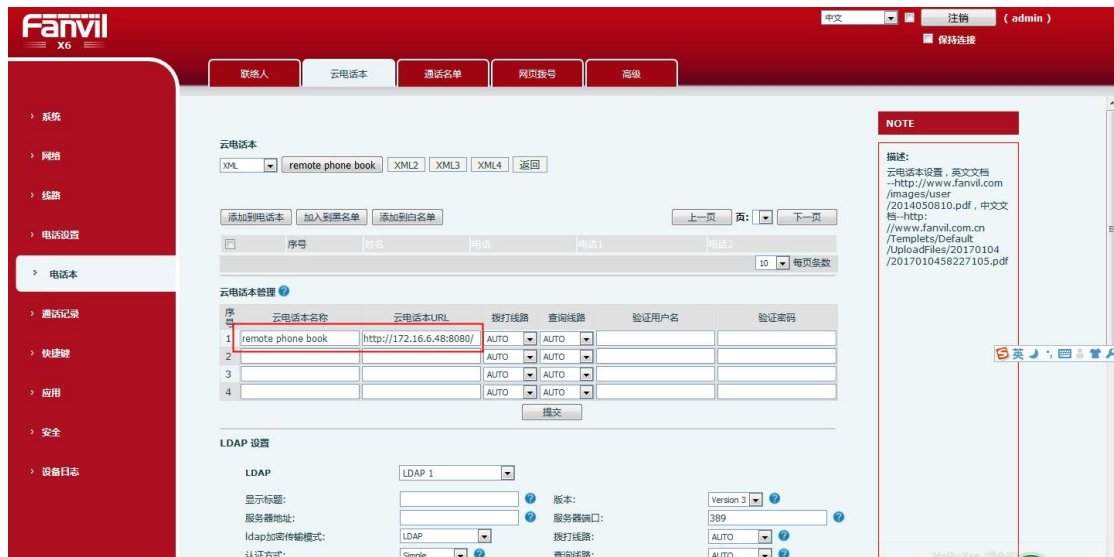 Fanvil
X6
中文 注销 ( admin )
保持连接
联络人 云电话本 通话名单 网页拨号 高级
› 系统
› 网络
› 线路
› 电话设置
› 电话本
› 通话记录
› 快捷键
› 应用
› 安全
› 设备日志
云电话本
XML remote phone book XML2 XML3 XML4 返回
添加到电话本 加入到黑名单 添加到白名单 上一页 页: 下一页
序号 姓名 电话 电话1 电话2
10 每页条数
云电话本管理
序号 云电话本名称 云电话本URL 拨打线路 查询线路 验证用户名 验证密码
1 remote phone book http://172.16.6.48:8080/ AUTO AUTO
2 AUTO AUTO
3 AUTO AUTO
4 AUTO AUTO
提交
LDAP 设置
LDAP LDAP 1
显示标题: 版本: Version 3
服务器地址: 服务器端口: 389
ldap加密传输模式: LDAP 拨打线路: AUTO
认证方式: Simple 查询线路: AUTO
NOTE
描述:
云电话本设置，英文文档
--http://www.fanvil.com
/images/user
/2014050810.pdf，中文文
档--http:
//www.fanvil.com.cn
/Templets/Default
/UploadFiles/20170104
/2017010458227105.pdf
英